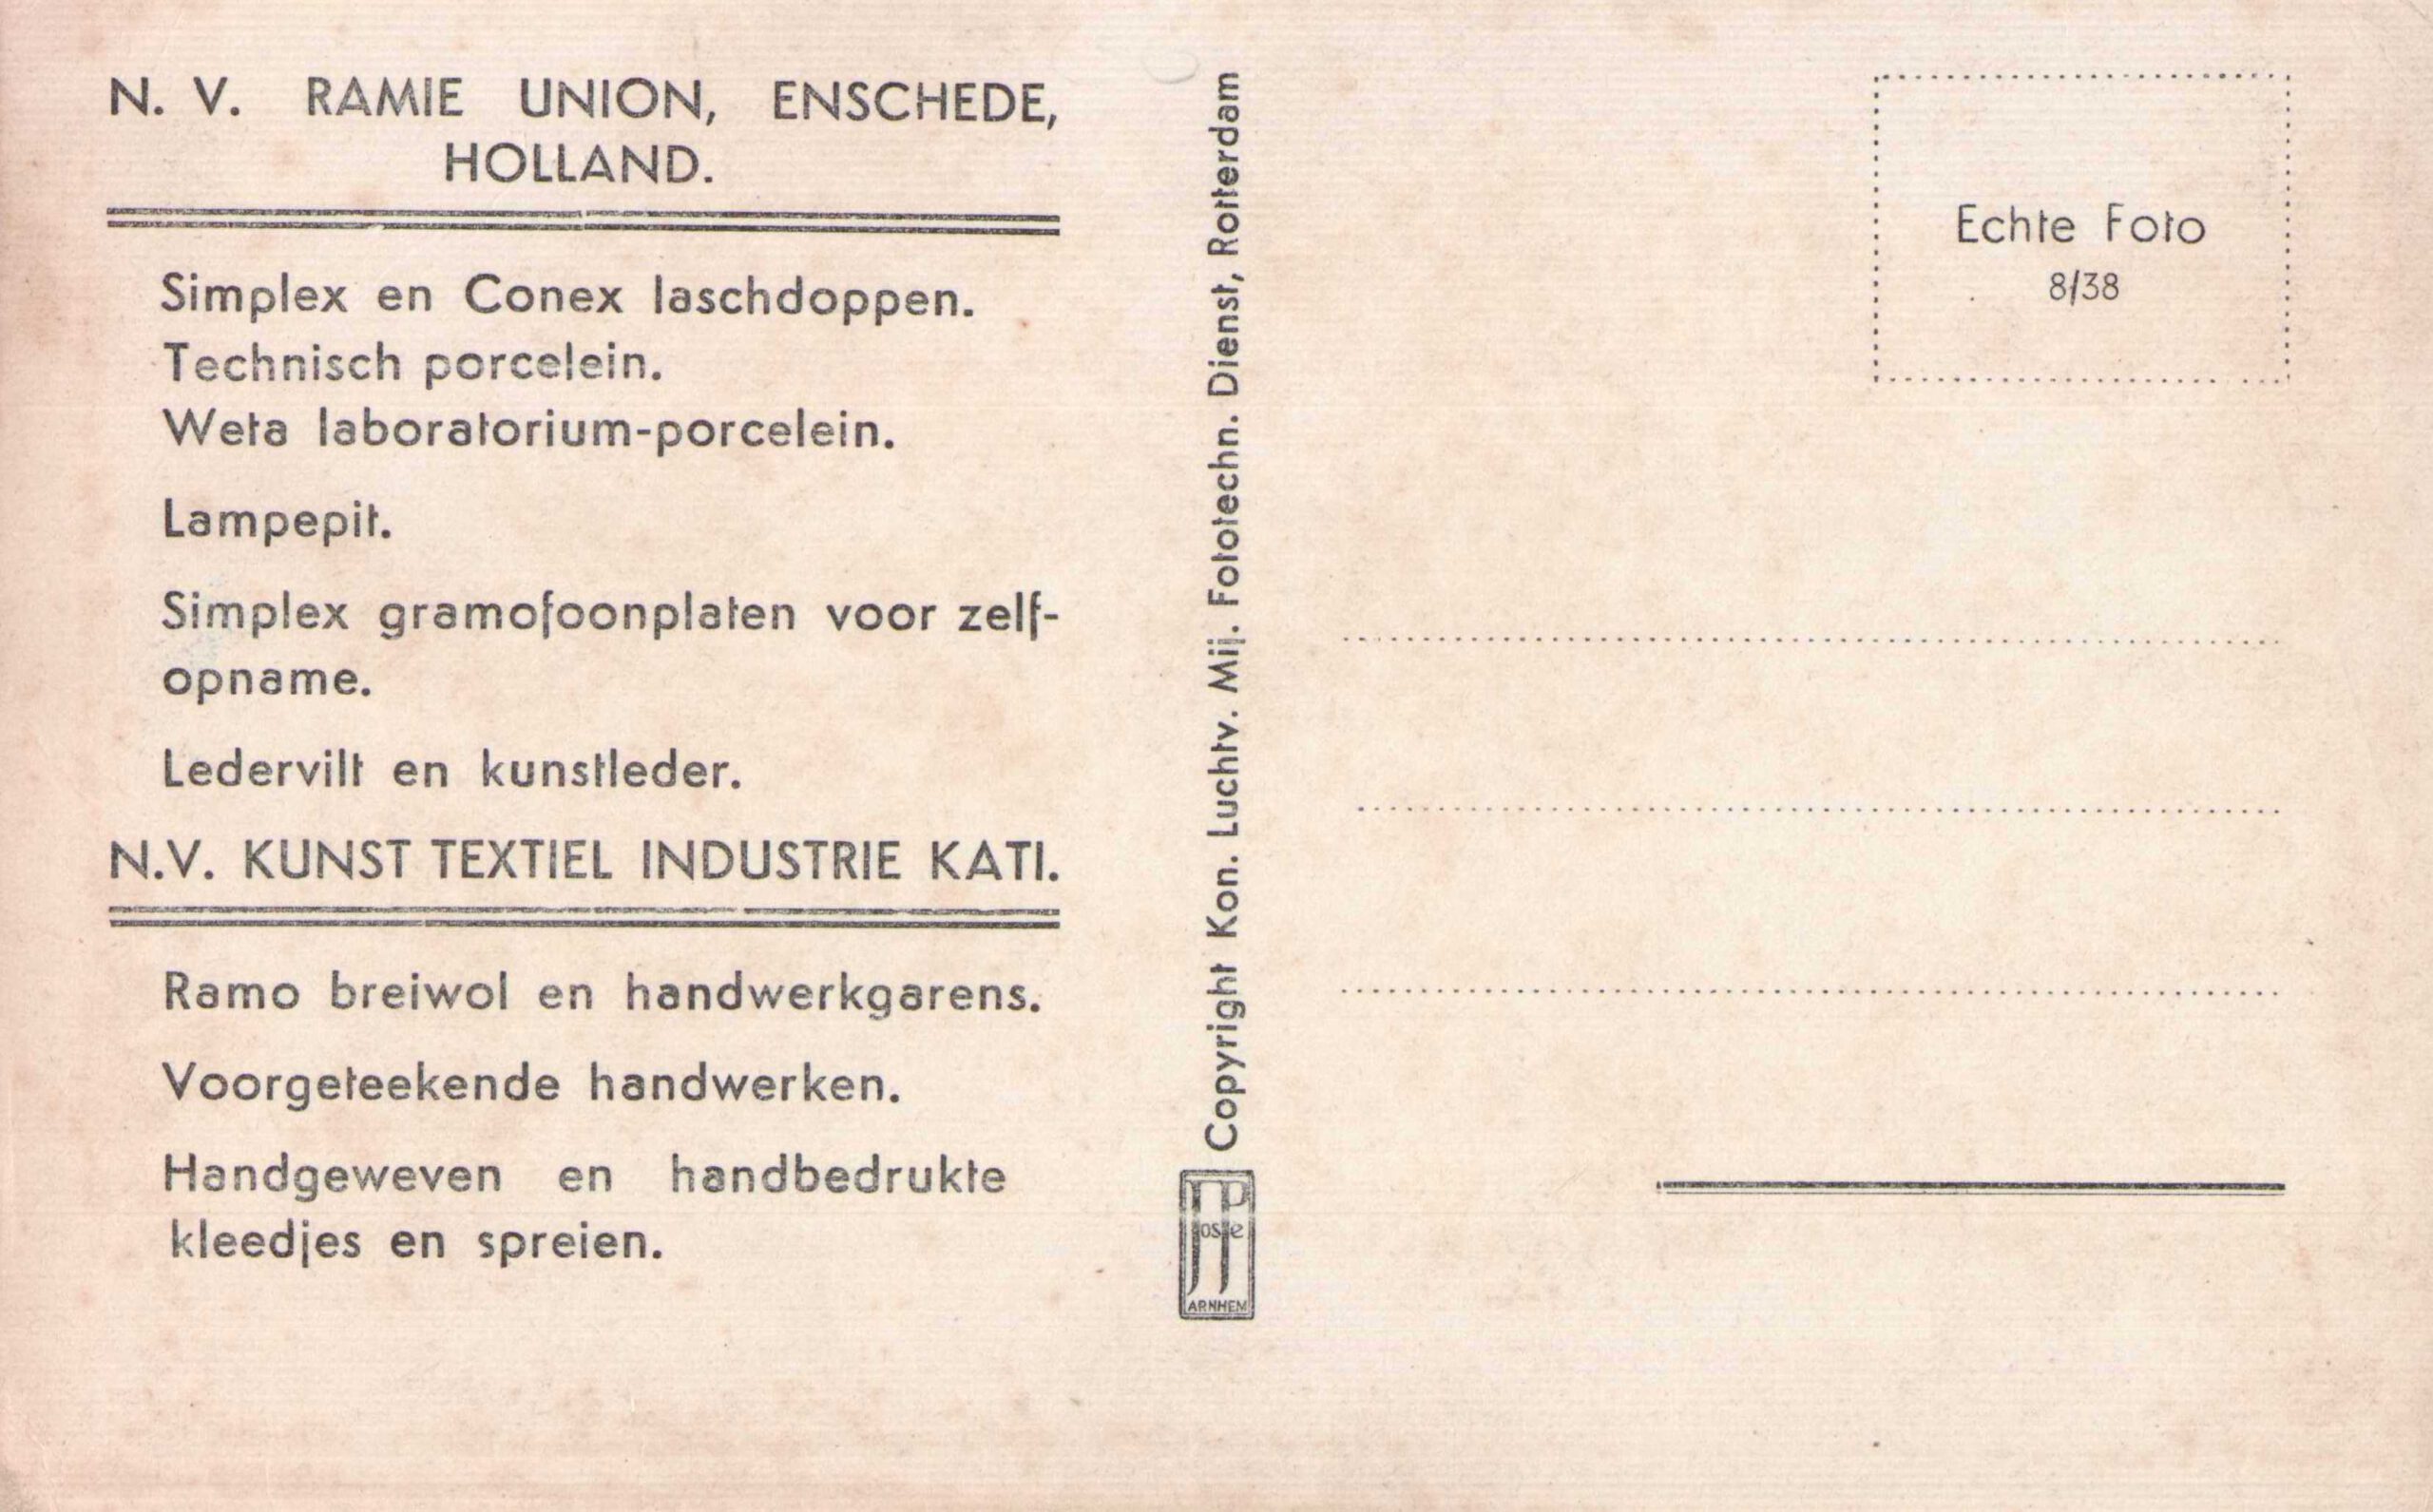 N. V. RAMIE UNION, ENSCHEDE,
HOLLAND.
Simplex en Conex laschdoppen.
Technisch porcelein.
Weta laboratorium-porcelein.
Lampepit.
Simplex gramofoonplaten voor zelf-
opname.
Ledervilt en kunstleder.
N.V. KUNST TEXTIEL INDUSTRIE KATI.
Ramo breiwol en handwerkgarens.
Voorgeteekende handwerken.
Handgeweven en handbedrukte
kleedjes en spreien.
Copyright Kon. Luchtv. Mij. Fototechn. Dienst, Rotterdam
ARNHEM
Echte Foto
8/38